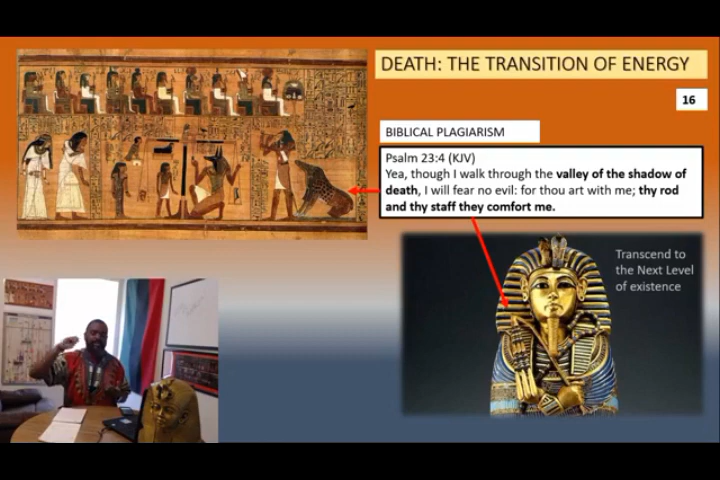 DEATH: THE TRANSITION OF ENERGY
16
BIBLICAL PLAGIARISM
Psalm 23:4 (KJV)
Yea, though I walk through the valley of the shadow of
death, I will fear no evil: for thou art with me; thy rod
and thy staff they comfort me.
Transcend to
the Next Level
of existence